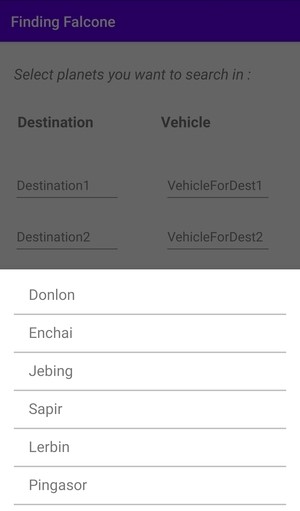 Finding Falcone
Select planets you want to search in :
Destination Vehicle
Destination1 VehicleForDest1
Destination2 VehicleForDest2
Donlon
Enchai
Jebing
Sapir
Lerbin
Pingasor